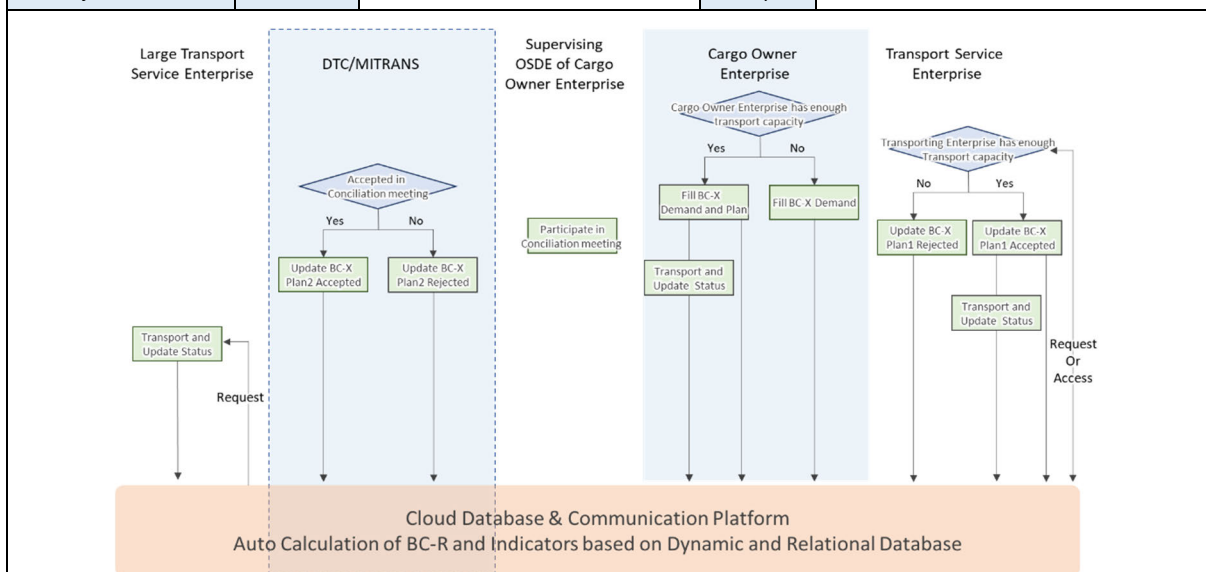 Large Transport
Service Enterprise
DTC/MITRANS
Supervising
OSDE of Cargo
Owner Enterprise
Cargo Owner
Enterprise
Transport Service
Enterprise
Cargo Owner Enterprise has enough
transport capacity
Yes
No
Transporting Enterprise has enough
Transport capacity
No
Yes
Accepted in
Conciliation meeting
Yes
No
Fill BC-X
Demand and Plan
Fill BC-X Demand
Participate in
Conciliation meeting
Update BC-X
Plan1 Rejected
Update BC-X
Plan1 Accepted
Update BC-X
Plan2 Accepted
Update BC-X
Plan2 Rejected
Transport and
Update Status
Transport and
Update Status
Transport and
Update Status
Request
Request
Or
Access
Cloud Database & Communication Platform
Auto Calculation of BC-R and Indicators based on Dynamic and Relational Database